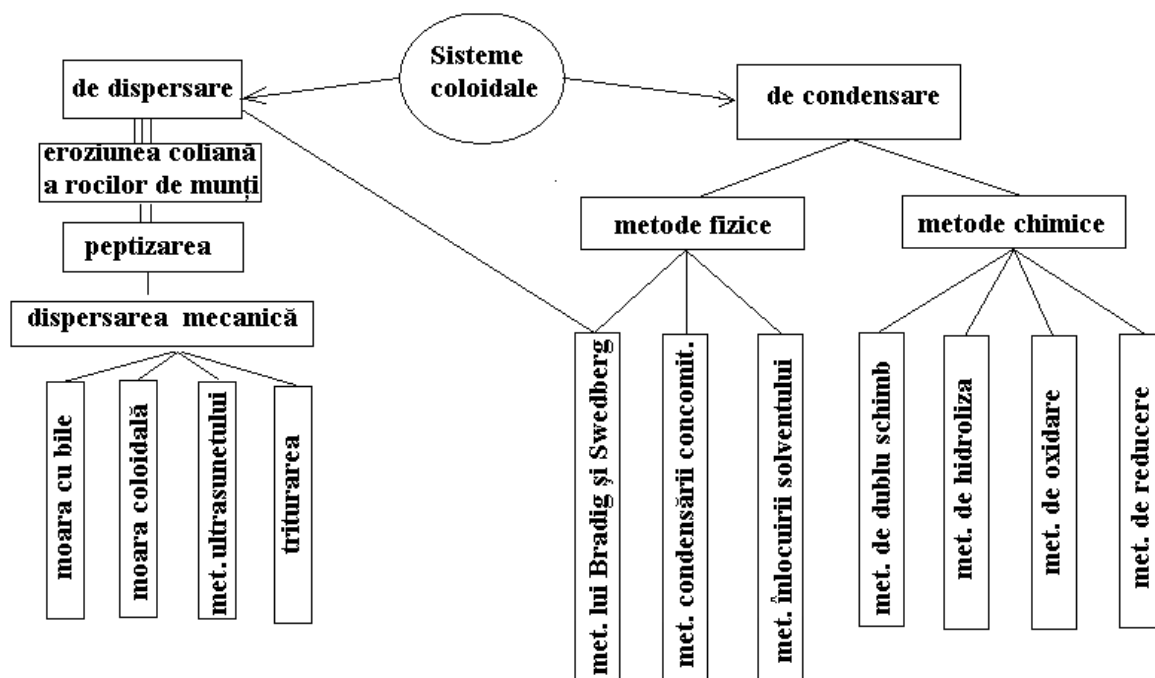 Sisteme
coloidale
de dispersare
de condensare
eroziunea coliană
a rocilor de munți
peptizarea
dispersarea mecanică
metode fizice
metode chimice
moara cu bile
moara coloidală
met. ultrasunetului
triturarea
met. lui Bradig și Swedberg
met. condensării concomit.
met. înlocuirii solventului
met. de dublu schimb
met. de hidroliza
met. de oxidare
met. de reducere